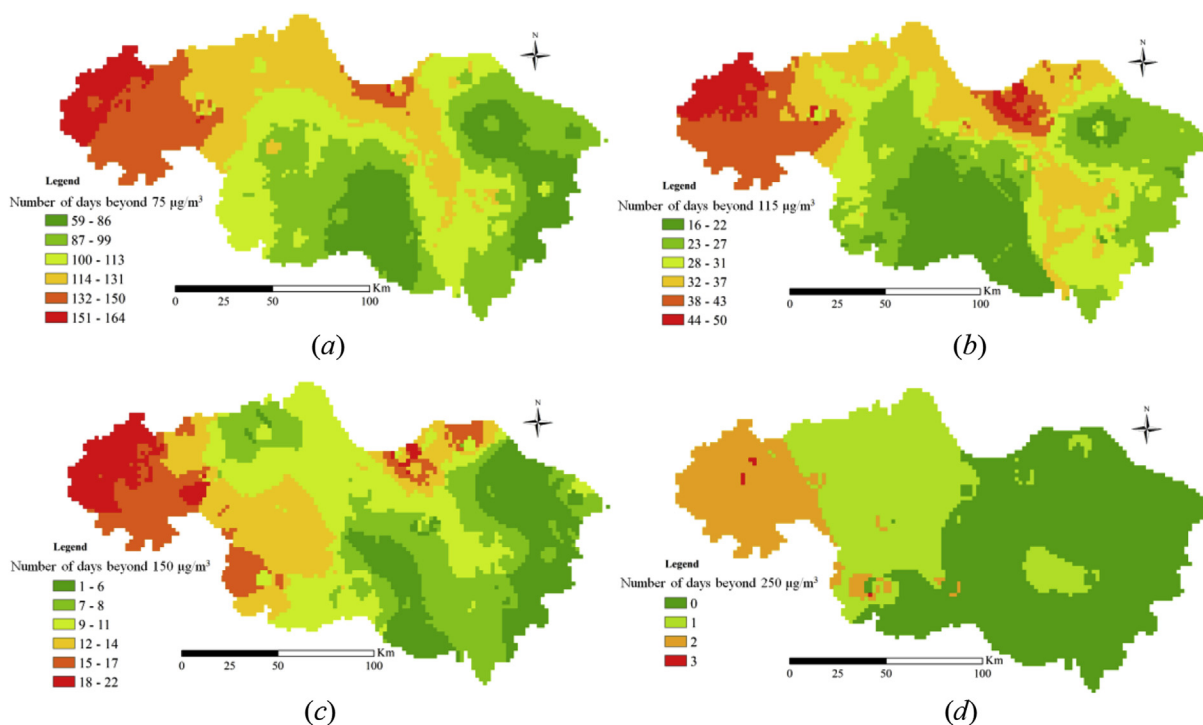 N
Legend
Number of days beyond 75 µg/m³
59 - 86
87 - 99
100 - 113
114 - 131
132 - 150
151 - 164
0 25 50 100 Km
(a)
N
Legend
Number of days beyond 115 µg/m³
16 - 22
23 - 27
28 - 31
32 - 37
38 - 43
44 - 50
0 25 50 100 Km
(b)
N
Legend
Number of days beyond 150 µg/m³
1 - 6
7 - 8
9 - 11
12 - 14
15 - 17
18 - 22
0 25 50 100 Km
(c)
N
Legend
Number of days beyond 250 µg/m³
0
1
2
3
0 25 50 100 Km
(d)